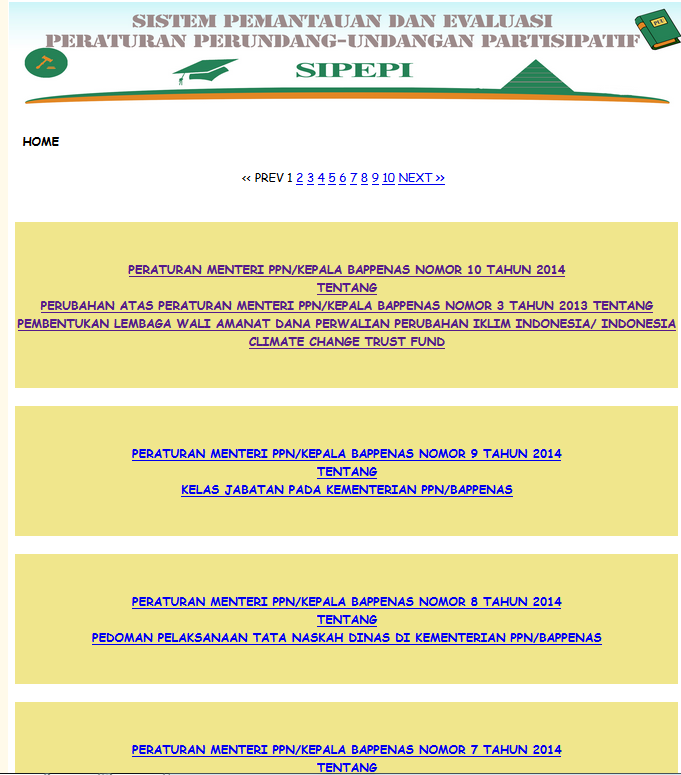 SISTEM PEMANTAUAN DAN EVALUASI
PERATURAN PERUNDANG-UNDANGAN PARTISIPATIF
SIPEPI
HOME
<< PREV 1 2 3 4 5 6 7 8 9 10 NEXT >>
PERATURAN MENTERI PPN/KEPALA BAPPENAS NOMOR 10 TAHUN 2014
TENTANG
PERUBAHAN ATAS PERATURAN MENTERI PPN/KEPALA BAPPENAS NOMOR 3 TAHUN 2013 TENTANG
PEMBENTUKAN LEMBAGA WALI AMANAT DANA PERWALIAN PERUBAHAN IKLIM INDONESIA/ INDONESIA
CLIMATE CHANGE TRUST FUND
PERATURAN MENTERI PPN/KEPALA BAPPENAS NOMOR 9 TAHUN 2014
TENTANG
KELAS JABATAN PADA KEMENTERIAN PPN/BAPPENAS
PERATURAN MENTERI PPN/KEPALA BAPPENAS NOMOR 8 TAHUN 2014
TENTANG
PEDOMAN PELAKSANAAN TATA NASKAH DINAS DI KEMENTERIAN PPN/BAPPENAS
PERATURAN MENTERI PPN/KEPALA BAPPENAS NOMOR 7 TAHUN 2014
TENTANG